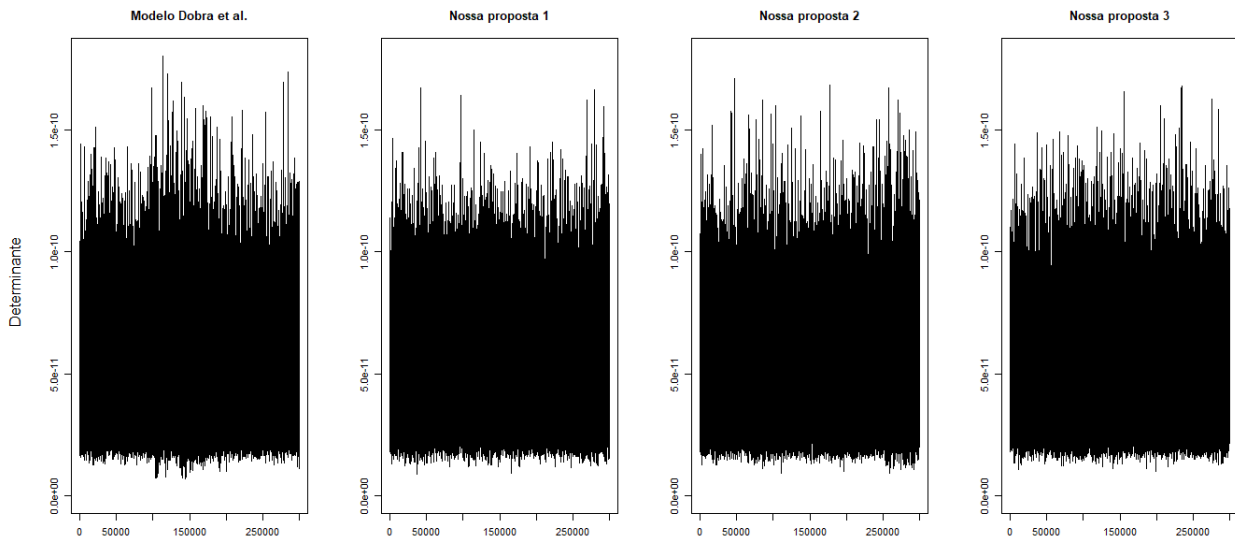 Modelo Dobra et al.
Nossa proposta 1
Nossa proposta 2
Nossa proposta 3
Determinante
1.5e-10
1.0e-10
5.0e-11
0.0e+00
0 50000 150000 250000
1.5e-10
1.0e-10
5.0e-11
0.0e+00
0 50000 150000 250000
1.5e-10
1.0e-10
5.0e-11
0.0e+00
0 50000 150000 250000
1.5e-10
1.0e-10
5.0e-11
0.0e+00
0 50000 150000 250000